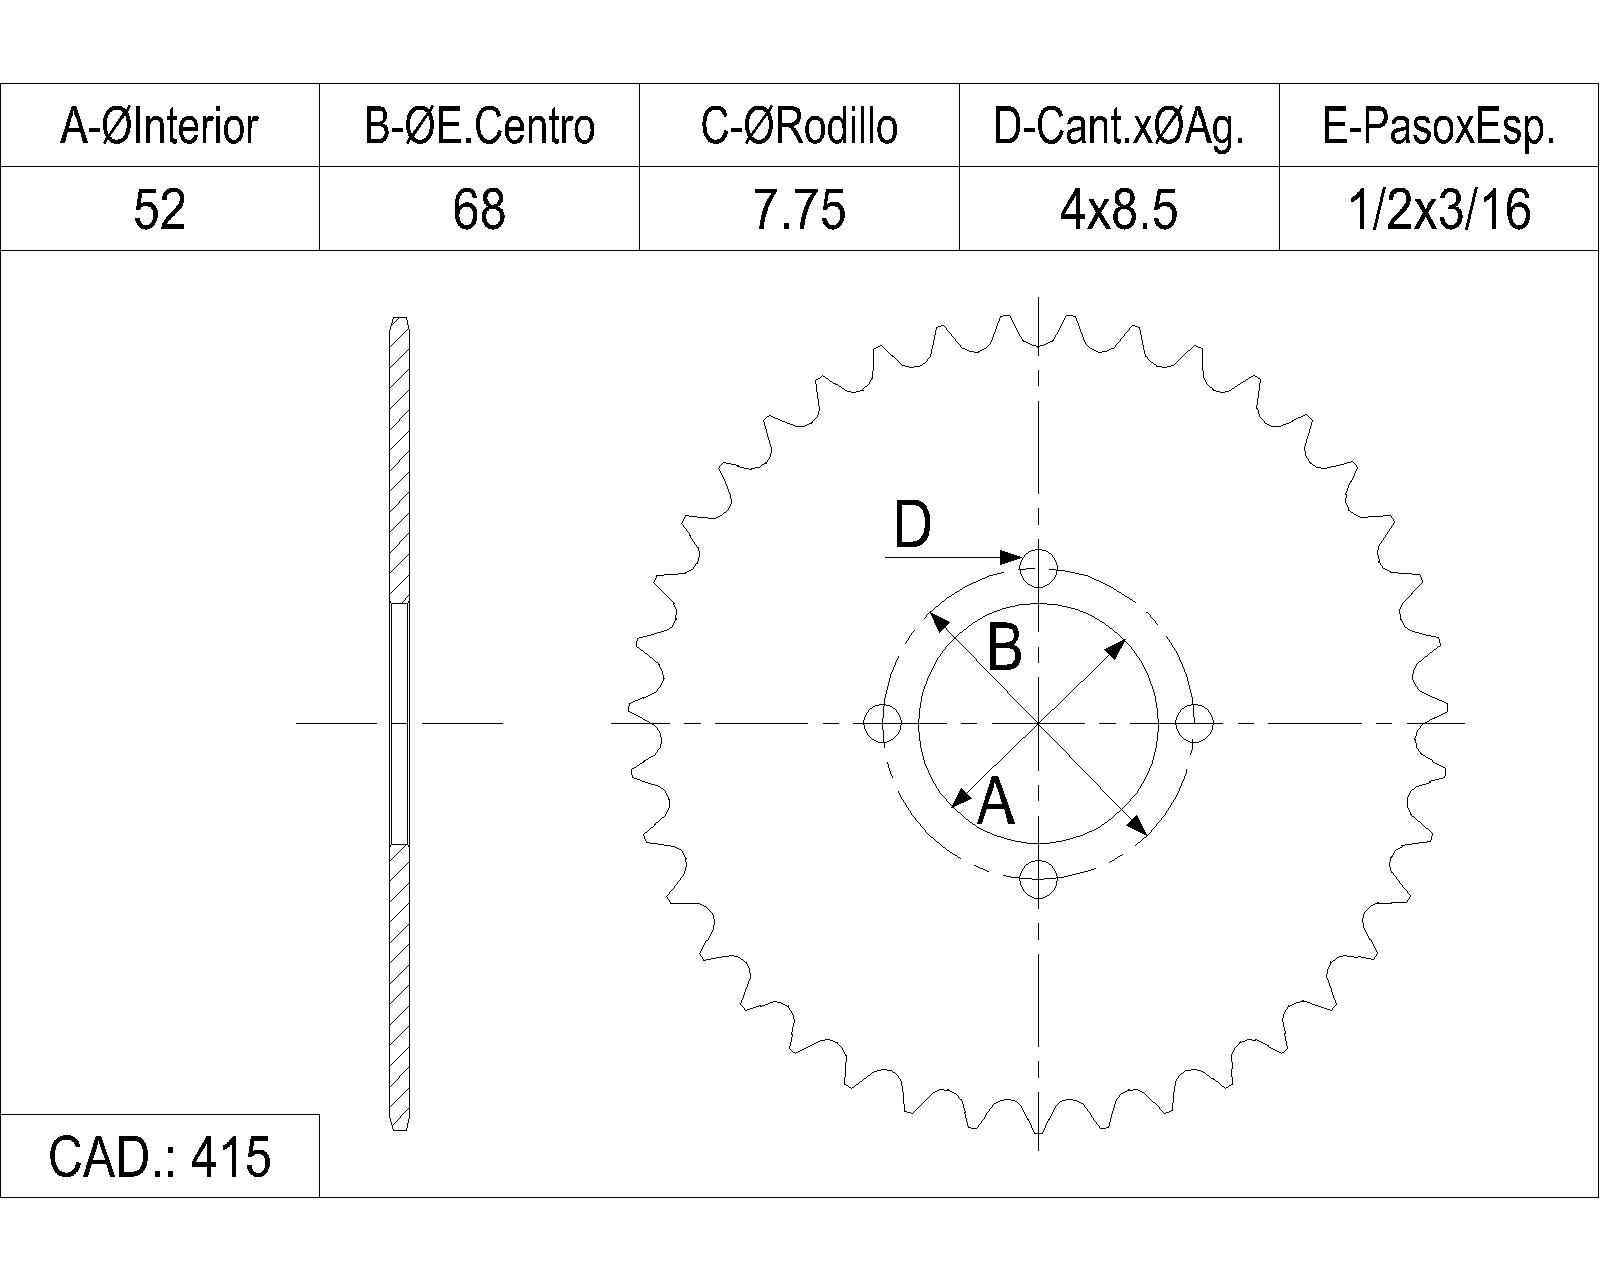 A-ØInterior B-ØE.Centro C-ØRodillo D-Cant.xØAg. E-PasoxEsp.
52 68 7.75 4x8.5 1/2x3/16
D
B
A
CAD.: 415